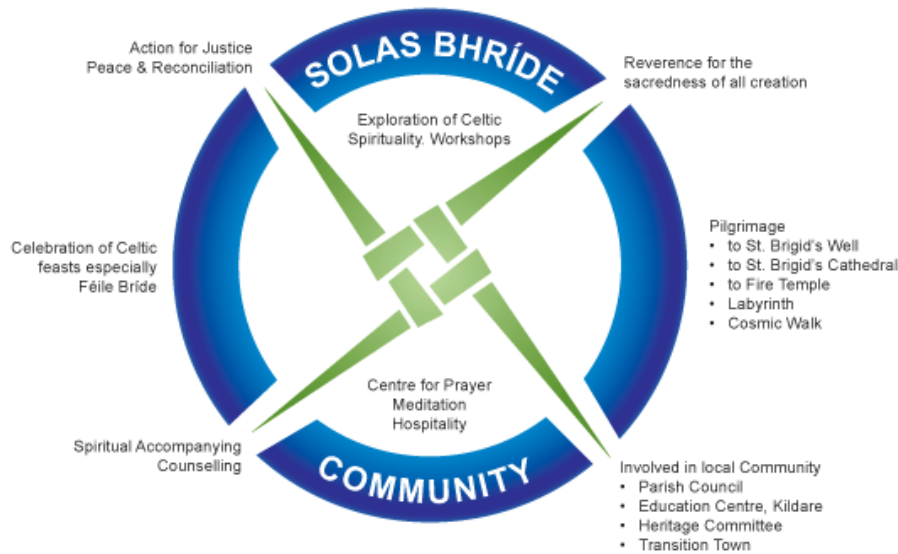 SOLAS BHRÍDE
Action for Justice
Peace & Reconciliation
Reverence for the
sacredness of all creation
Exploration of Celtic
Spirituality. Workshops
Celebration of Celtic
feasts especially
Féile Bríde
Pilgrimage
• to St. Brigid's Well
• to St. Brigid's Cathedral
• to Fire Temple
• Labyrinth
• Cosmic Walk
Centre for Prayer
Meditation
Hospitality
Spiritual Accompanying
Counselling
COMMUNITY
Involved in local Community
• Parish Council
• Education Centre, Kildare
• Heritage Committee
• Transition Town